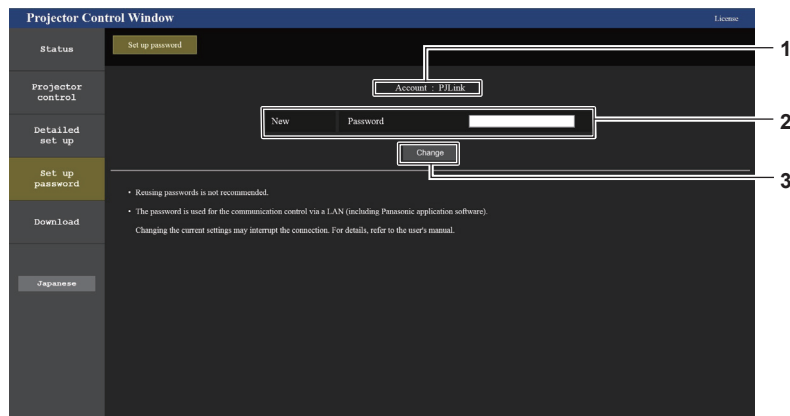 Projector Control Window
License
Status
Set up password
1
Projector
control
Account : PJLink
New Password
2
Detailed
set up
Change
Set up
password
3
• Reusing passwords is not recommended.
• The password is used for the communication control via a LAN (including Panasonic application software).
Changing the current settings may interrupt the connection. For details, refer to the user's manual.
Download
Japanese